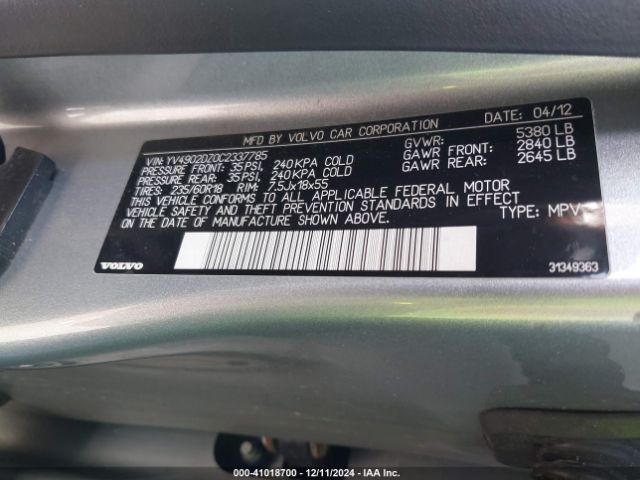 MFD BY VOLVO CAR CORPORATION
DATE: 04/12
VIN: YV4902DZ0C2337785
PRESSURE FRONT: 35PSI, 240KPA COLD
PRESSURE REAR: 35PSI, 240KPA COLD
TIRES: 235/60R18 RIM: 7.5Jx18x55
GVWR: 5380 LB
GAWR FRONT: 2840 LB
GAWR REAR: 2645 LB
THIS VEHICLE CONFORMS TO ALL APPLICABLE FEDERAL MOTOR
VEHICLE SAFETY AND THEFT PREVENTION STANDARDS IN EFFECT
ON THE DATE OF MANUFACTURE SHOWN ABOVE.
TYPE: MPV
VOLVO
31349363
000-41018700 - 12/11/2024 - IAA Inc.